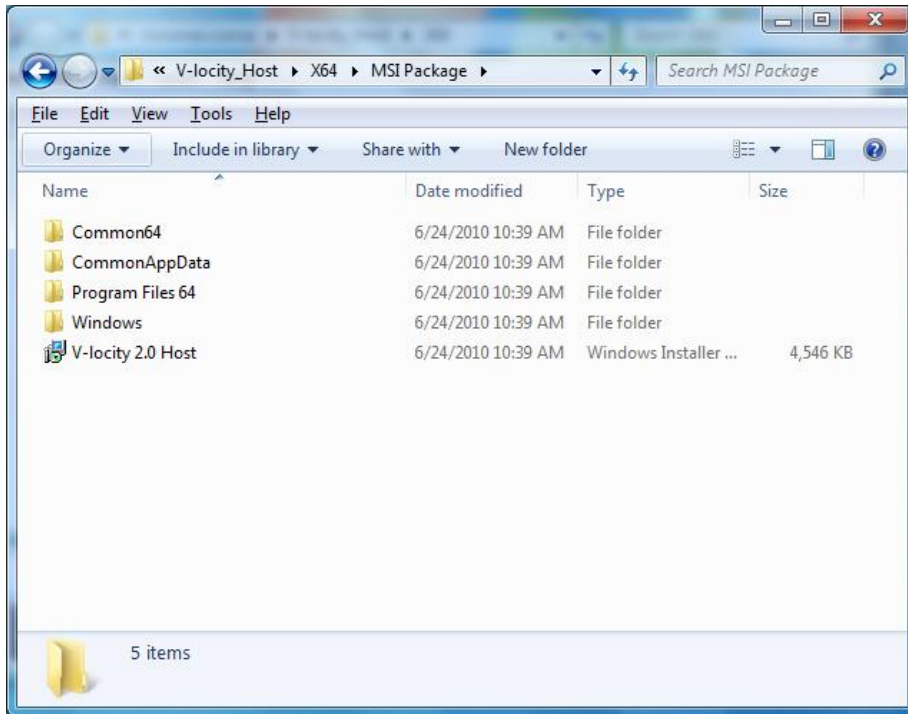 « V-locity_Host ▸ X64 ▸ MSI Package ▸ Search MSI Package
File Edit View Tools Help
Organize Include in library Share with New folder
Name Date modified Type Size
Common64 6/24/2010 10:39 AM File folder
CommonAppData 6/24/2010 10:39 AM File folder
Program Files 64 6/24/2010 10:39 AM File folder
Windows 6/24/2010 10:39 AM File folder
V-locity 2.0 Host 6/24/2010 10:39 AM Windows Installer ... 4,546 KB
5 items